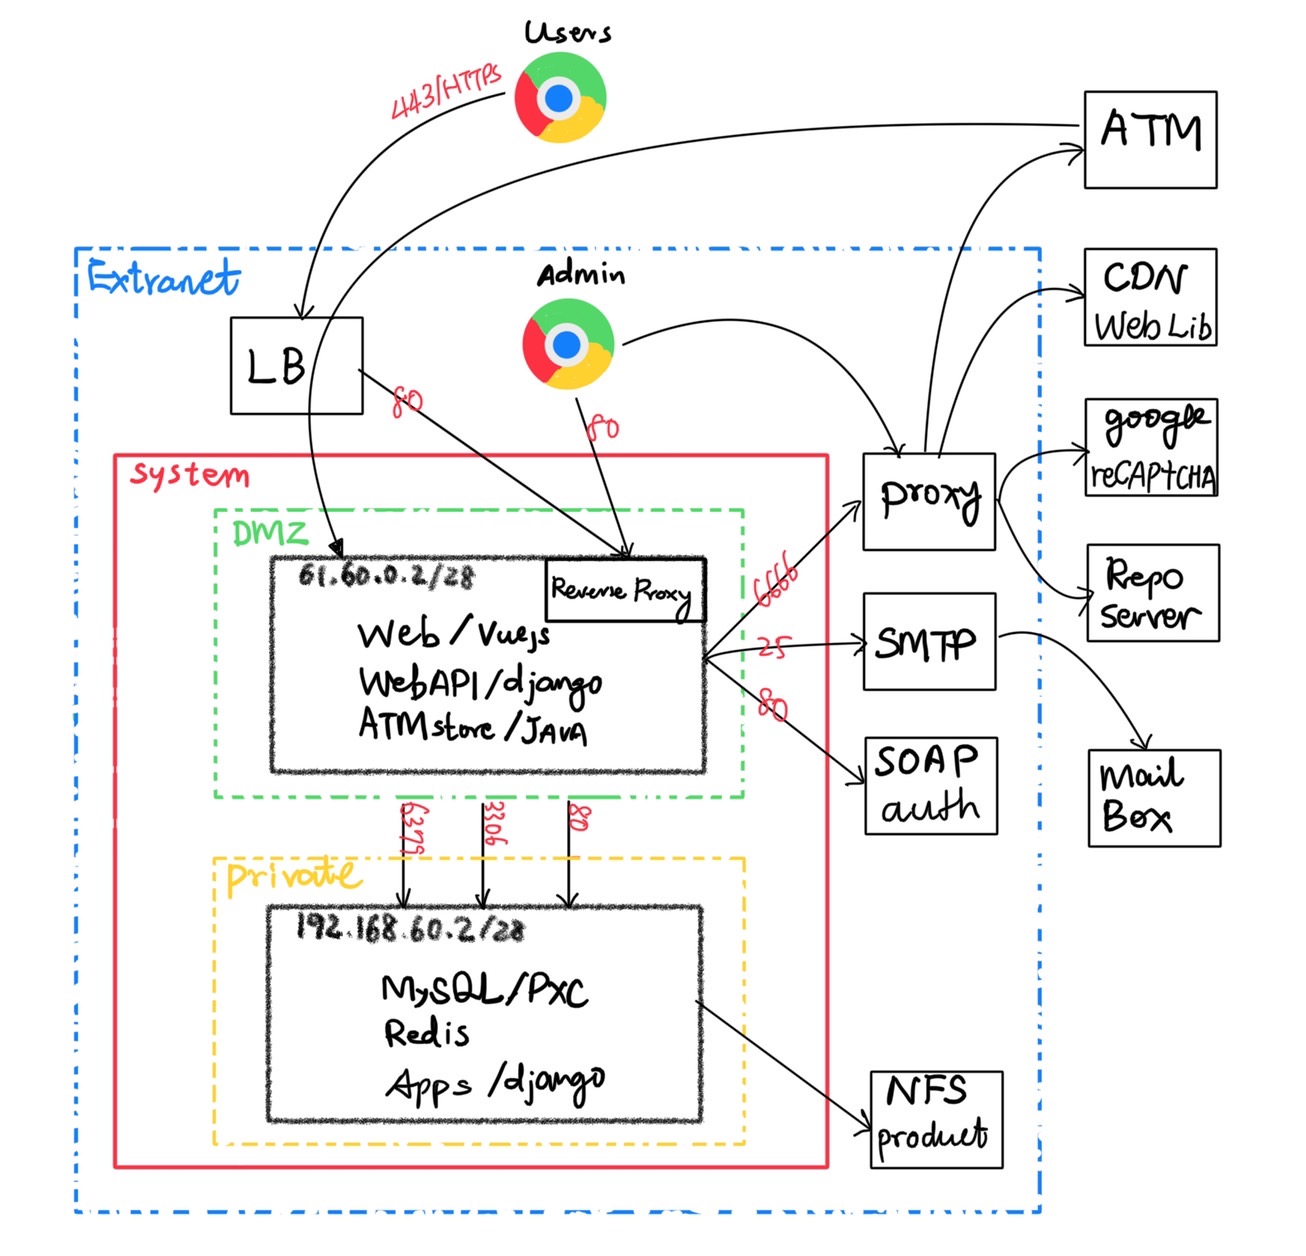 Users
443/HTTPs
ATM
Extranet
Admin
CDN
Web Lib
LB
80
80
google
reCAPtCHA
system
proxy
DMZ
61.60.0.2/28
Reverse Proxy
6666
Repo
server
Web/Vuejs
25
SMTP
WebAPI/django
80
ATMstore/JAVA
SOAP
auth
Mail
Box
6379
3306
80
private
192.168.60.2/28
MySQL/PXC
Redis
Apps/django
NFS
product